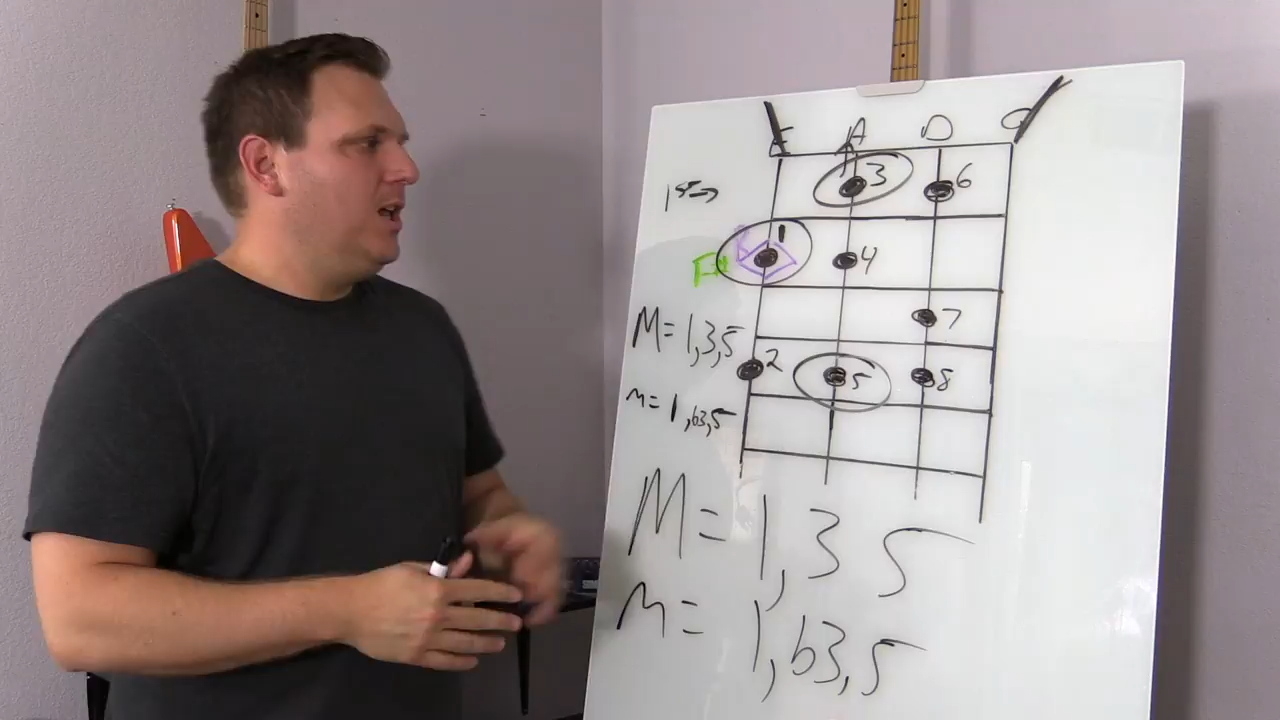 E A D G
1st → 3 6
F# R 1 4
7
M = 1,3,5
2 5 8
m = 1,b3,5
M = 1,3 5
m = 1,b3,5